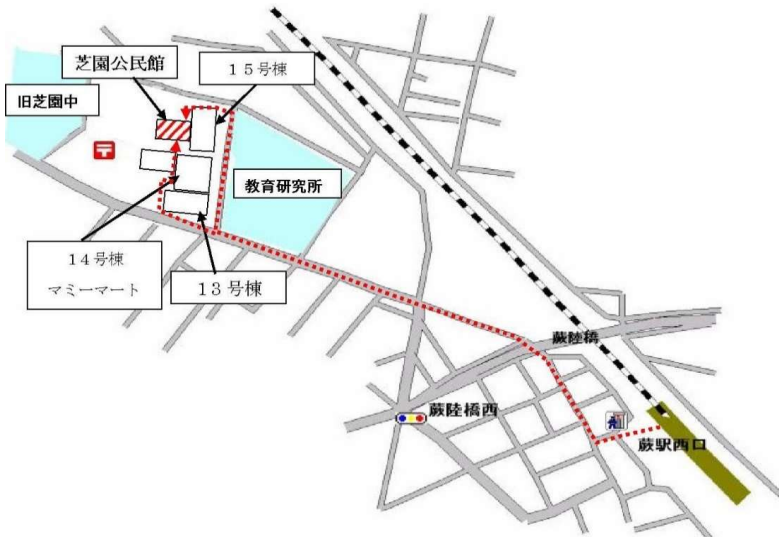 芝園公民館
１５号棟
旧芝園中
〒
教育研究所
１４号棟
マミーマート
１３号棟
蕨陸橋
蕨陸橋西
蕨駅西口